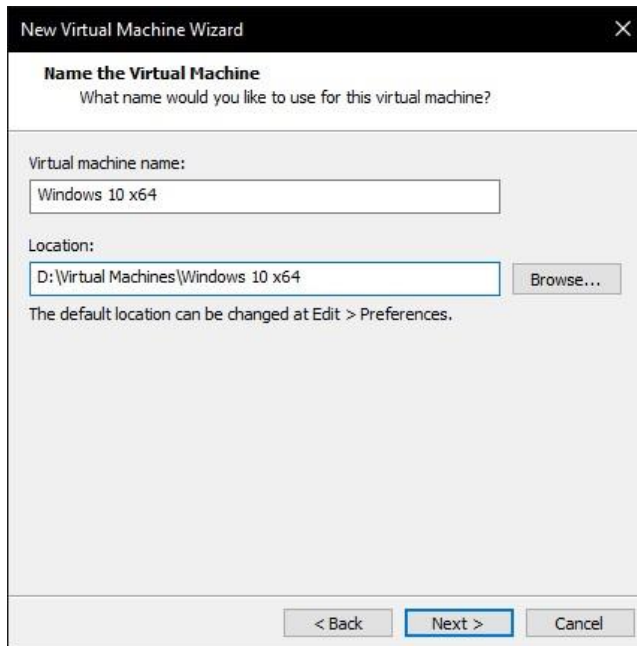 New Virtual Machine Wizard
Name the Virtual Machine
What name would you like to use for this virtual machine?
Virtual machine name:
Windows 10 x64
Location:
D:\Virtual Machines\Windows 10 x64
Browse...
The default location can be changed at Edit > Preferences.
< Back Next > Cancel